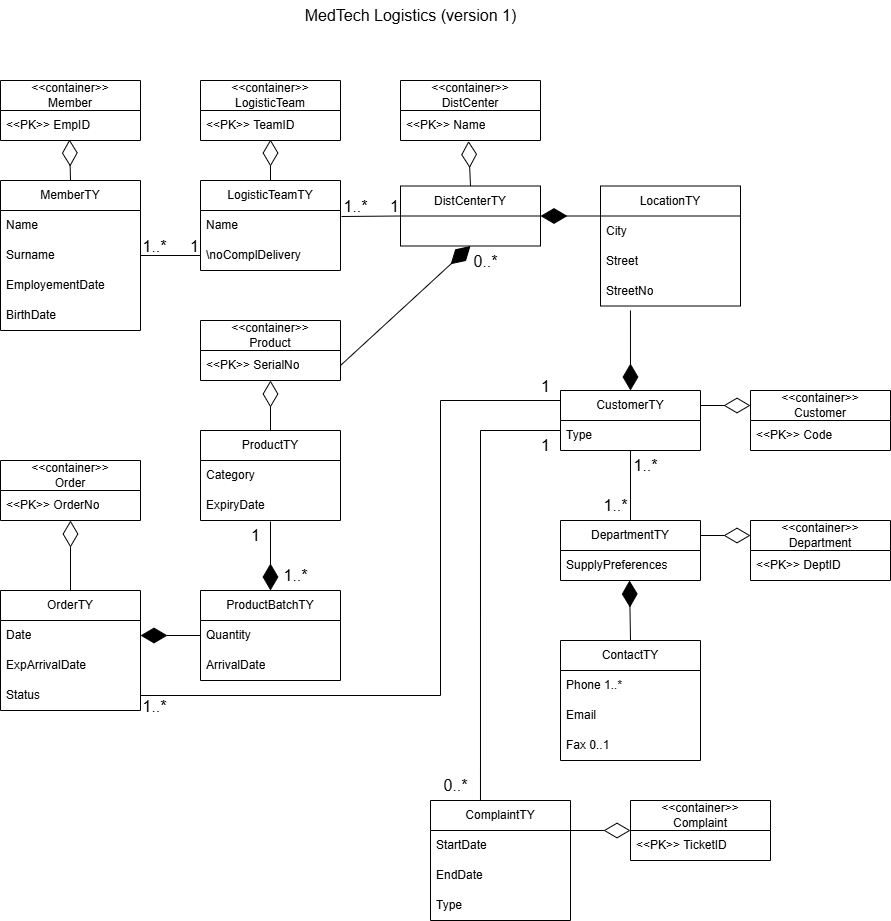 MedTech Logistics (version 1)
<<container>>
Member
<<PK>> EmpID
<<container>>
LogisticTeam
<<PK>> TeamID
<<container>>
DistCenter
<<PK>> Name
MemberTY
Name
Surname
EmployementDate
BirthDate
1..*
1
LogisticTeamTY
Name
\noComplDelivery
1..*
1
DistCenterTY
0..*
LocationTY
City
Street
StreetNo
<<container>>
Product
<<PK>> SerialNo
1
CustomerTY
Type
1
1..*
<<container>>
Customer
<<PK>> Code
ProductTY
Category
ExpiryDate
1
1..*
<<container>>
Order
<<PK>> OrderNo
1..*
DepartmentTY
SupplyPreferences
<<container>>
Department
<<PK>> DeptID
OrderTY
Date
ExpArrivalDate
Status
1..*
ProductBatchTY
Quantity
ArrivalDate
ContactTY
Phone 1..*
Email
Fax 0..1
0..*
ComplaintTY
StartDate
EndDate
Type
<<container>>
Complaint
<<PK>> TicketID